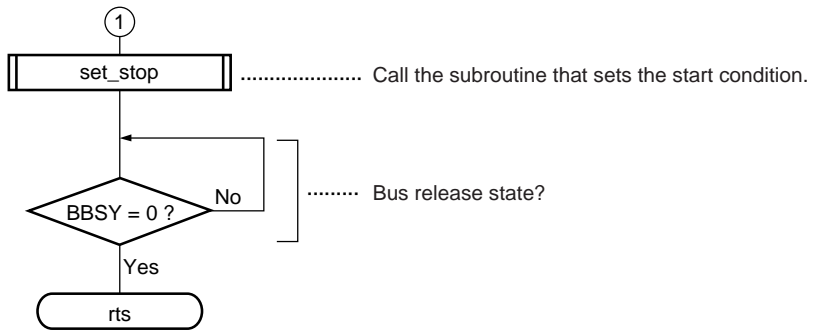 1
set_stop
Call the subroutine that sets the start condition.
No
BBSY = 0 ?
Bus release state?
Yes
rts